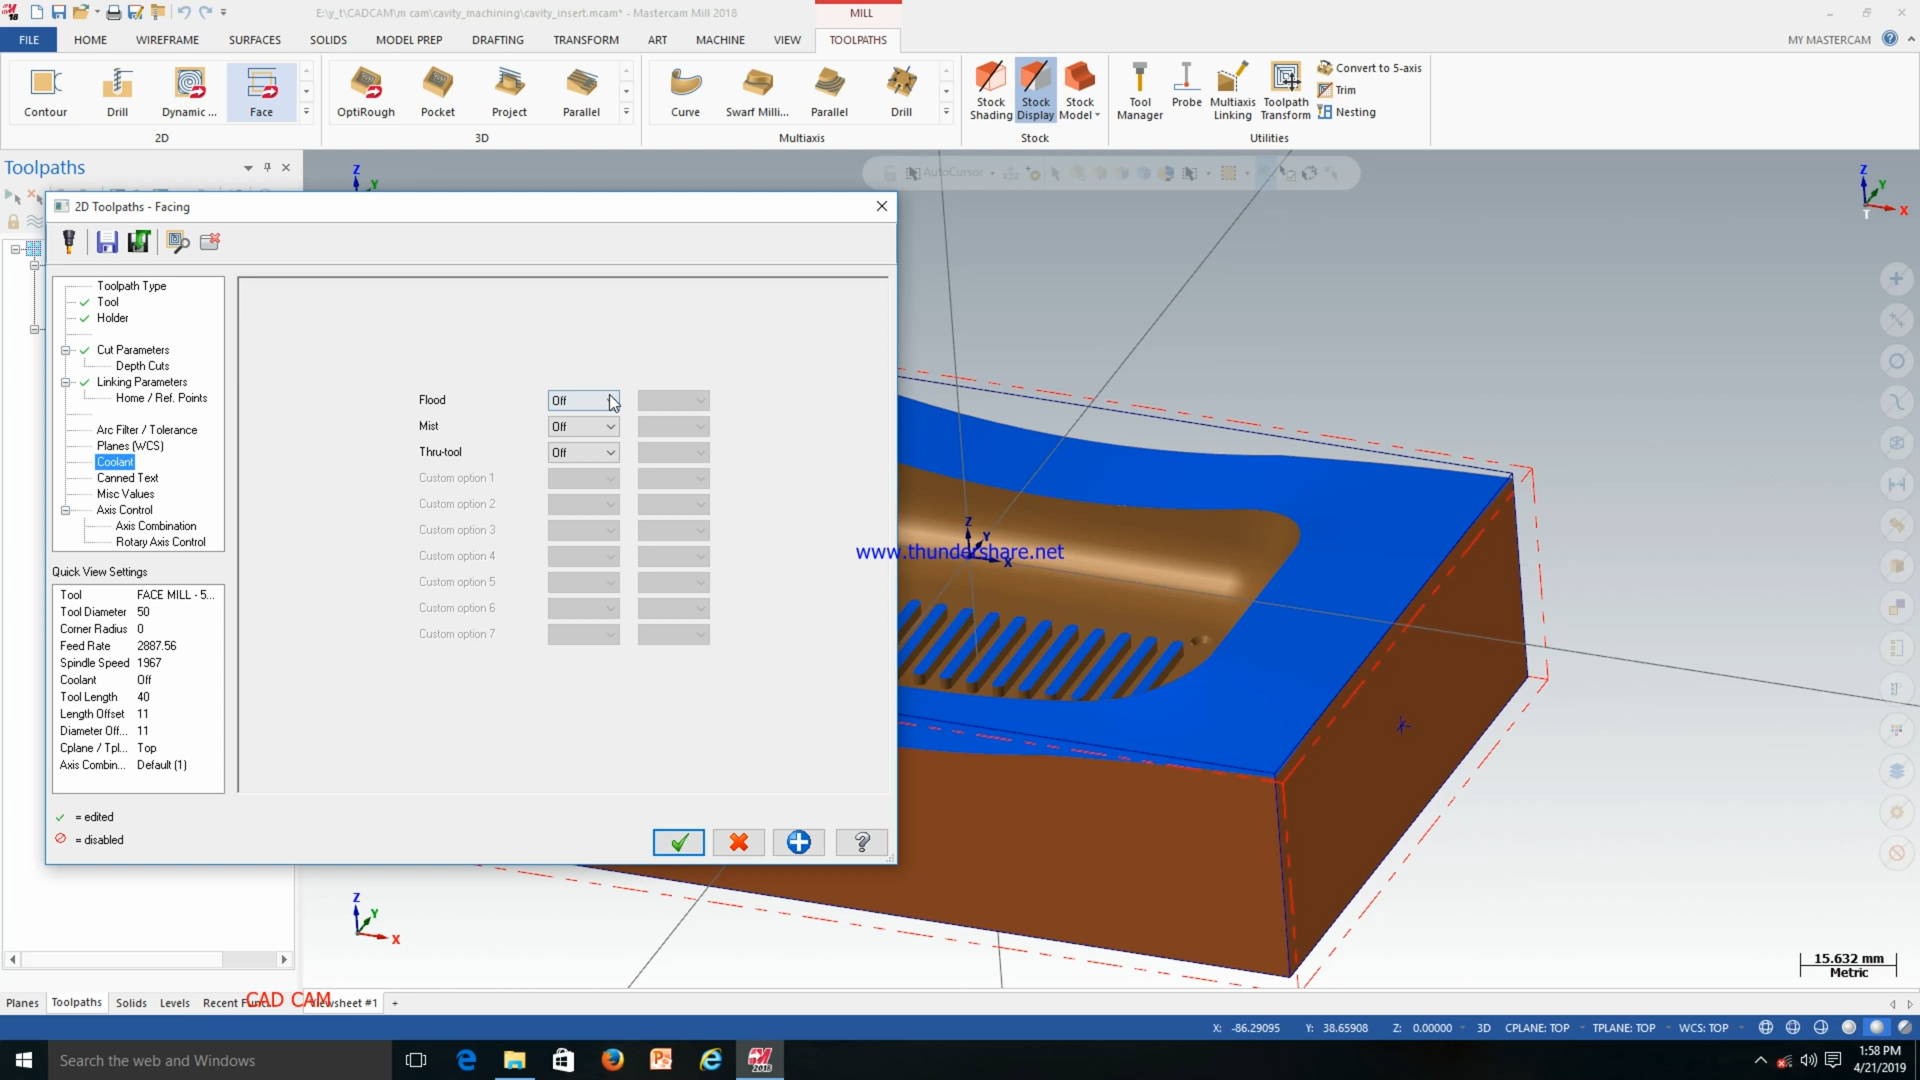 E:\y_t\CADCAM\m cam\cavity_machining\cavity_insert.mcam* - Mastercam Mill 2018
MILL
FILE HOME WIREFRAME SURFACES SOLIDS MODEL PREP DRAFTING TRANSFORM ART MACHINE VIEW TOOLPATHS
MY MASTERCAM
Contour Drill Dynamic ... Face
OptiRough Pocket Project Parallel
Curve Swarf Milli... Parallel Drill
Stock Shading Stock Display Stock Model
Tool Manager Probe Multiaxis Linking Toolpath Transform
Convert to 5-axis
Trim
Nesting
2D 3D Multiaxis Stock Utilities
Toolpaths
AutoCursor
2D Toolpaths - Facing
Toolpath Type
Tool
Holder
Cut Parameters
Depth Cuts
Linking Parameters
Home / Ref. Points
Arc Filter / Tolerance
Planes (WCS)
Coolant
Canned Text
Misc Values
Axis Control
Axis Combination
Rotary Axis Control
Flood Off
Mist Off
Thru-tool Off
Custom option 1
Custom option 2
Custom option 3
Custom option 4
Custom option 5
Custom option 6
Custom option 7
Quick View Settings
Tool FACE MILL - 5...
Tool Diameter 50
Corner Radius 0
Feed Rate 2887.56
Spindle Speed 1967
Coolant Off
Tool Length 40
Length Offset 11
Diameter Off... 11
Cplane / Tpl... Top
Axis Combin... Default (1)
= edited
= disabled
Z Y
Z Y X T
Z Y X
www.thundershare.net
Z Y X
15.632 mm
Metric
Planes Toolpaths Solids Levels Recent Func
CAD CAM
wsheet #1 +
X: -86.29095 Y: 38.65908 Z: 0.00000 3D CPLANE: TOP TPLANE: TOP WCS: TOP
Search the web and Windows
2018
1:58 PM
4/21/2019